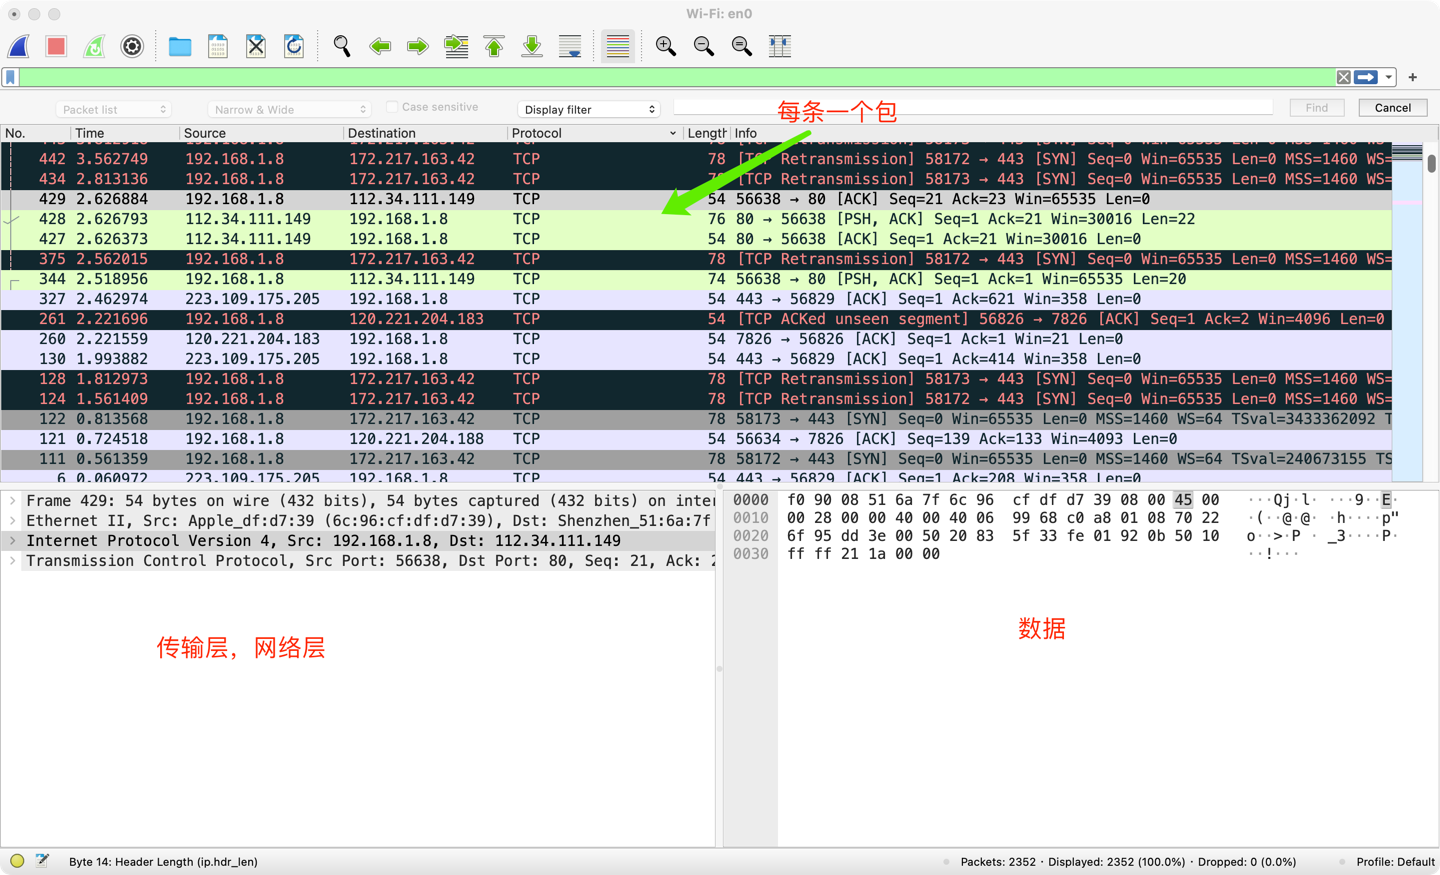 Wi-Fi: en0
Packet list Narrow & Wide Case sensitive Display filter Find Cancel
每条一个包
No. Time Source Destination Protocol Length Info
442 3.562749 192.168.1.8 172.217.163.42 TCP 78 [TCP Retransmission] 58172 → 443 [SYN] Seq=0 Win=65535 Len=0 MSS=1460 WS=
434 2.813136 192.168.1.8 172.217.163.42 TCP 78 [TCP Retransmission] 58173 → 443 [SYN] Seq=0 Win=65535 Len=0 MSS=1460 WS=
429 2.626884 192.168.1.8 112.34.111.149 TCP 54 56638 → 80 [ACK] Seq=21 Ack=23 Win=65535 Len=0
428 2.626793 112.34.111.149 192.168.1.8 TCP 76 80 → 56638 [PSH, ACK] Seq=1 Ack=21 Win=30016 Len=22
427 2.626373 112.34.111.149 192.168.1.8 TCP 54 80 → 56638 [ACK] Seq=1 Ack=21 Win=30016 Len=0
375 2.562015 192.168.1.8 172.217.163.42 TCP 78 [TCP Retransmission] 58172 → 443 [SYN] Seq=0 Win=65535 Len=0 MSS=1460 WS=
344 2.518956 192.168.1.8 112.34.111.149 TCP 74 56638 → 80 [PSH, ACK] Seq=1 Ack=1 Win=65535 Len=20
327 2.462974 223.109.175.205 192.168.1.8 TCP 54 443 → 56829 [ACK] Seq=1 Ack=621 Win=358 Len=0
261 2.221696 192.168.1.8 120.221.204.183 TCP 54 [TCP ACKed unseen segment] 56826 → 7826 [ACK] Seq=1 Ack=2 Win=4096 Len=0
260 2.221559 120.221.204.183 192.168.1.8 TCP 54 7826 → 56826 [ACK] Seq=1 Ack=1 Win=21 Len=0
130 1.993882 223.109.175.205 192.168.1.8 TCP 54 443 → 56829 [ACK] Seq=1 Ack=414 Win=358 Len=0
128 1.812973 192.168.1.8 172.217.163.42 TCP 78 [TCP Retransmission] 58173 → 443 [SYN] Seq=0 Win=65535 Len=0 MSS=1460 WS=
124 1.561409 192.168.1.8 172.217.163.42 TCP 78 [TCP Retransmission] 58172 → 443 [SYN] Seq=0 Win=65535 Len=0 MSS=1460 WS=
122 0.813568 192.168.1.8 172.217.163.42 TCP 78 58173 → 443 [SYN] Seq=0 Win=65535 Len=0 MSS=1460 WS=64 TSval=3433362092 T
121 0.724518 192.168.1.8 120.221.204.188 TCP 54 56634 → 7826 [ACK] Seq=139 Ack=133 Win=4093 Len=0
111 0.561359 192.168.1.8 172.217.163.42 TCP 78 58172 → 443 [SYN] Seq=0 Win=65535 Len=0 MSS=1460 WS=64 TSval=240673155 TS
6 0.060972 223.109.175.205 192.168.1.8 TCP 54 443 → 56829 [ACK] Seq=1 Ack=208 Win=358 Len=0
Frame 429: 54 bytes on wire (432 bits), 54 bytes captured (432 bits) on inter
Ethernet II, Src: Apple_df:d7:39 (6c:96:cf:df:d7:39), Dst: Shenzhen_51:6a:7f
Internet Protocol Version 4, Src: 192.168.1.8, Dst: 112.34.111.149
Transmission Control Protocol, Src Port: 56638, Dst Port: 80, Seq: 21, Ack: 2
传输层，网络层
0000 f0 90 08 51 6a 7f 6c 96 cf df d7 39 08 00 45 00 ···Qj·l· ···9··E·
0010 00 28 00 00 40 00 40 06 99 68 c0 a8 01 08 70 22 ·(··@·@· ·h····p"
0020 6f 95 dd 3e 00 50 20 83 5f 33 fe 01 92 0b 50 10 o··>·P · _3····P·
0030 ff ff 21 1a 00 00 ··!···
数据
Byte 14: Header Length (ip.hdr_len)
Packets: 2352 · Displayed: 2352 (100.0%) · Dropped: 0 (0.0%)
Profile: Default